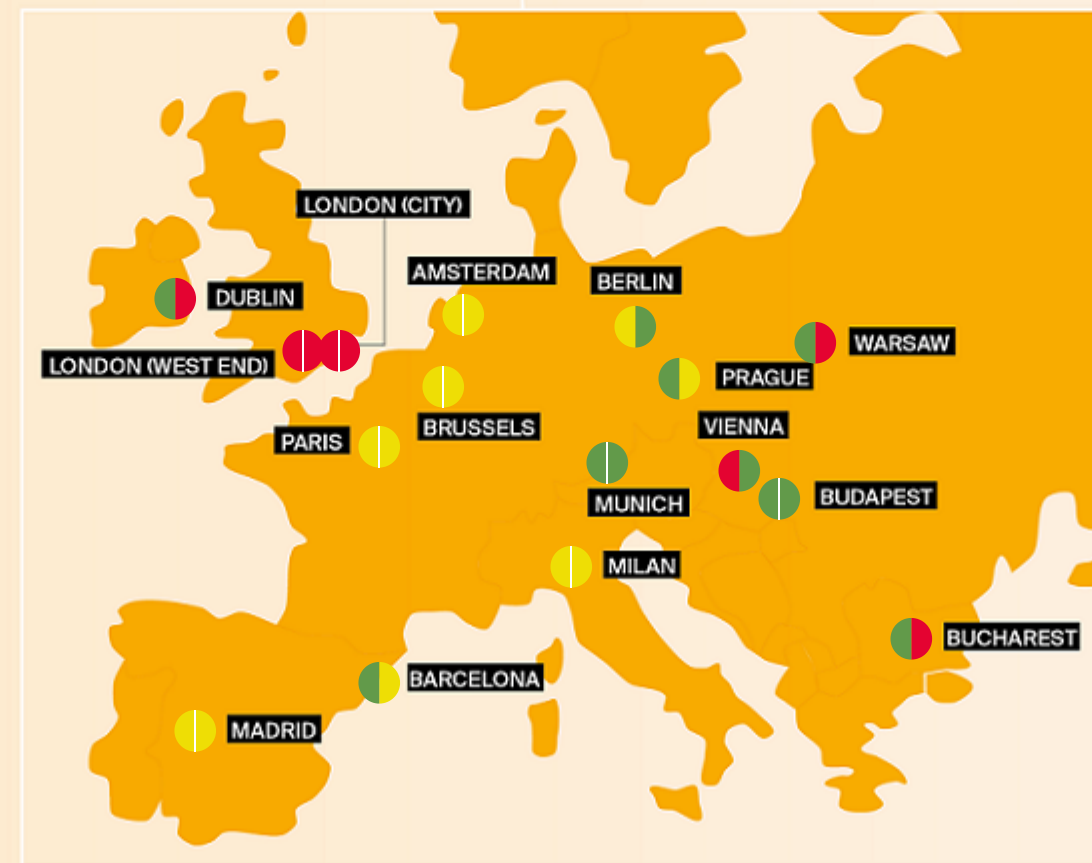 LONDON (CITY)
AMSTERDAM
BERLIN
DUBLIN
WARSAW
LONDON (WEST END)
PRAGUE
BRUSSELS
VIENNA
PARIS
MUNICH
BUDAPEST
MILAN
BUCHAREST
BARCELONA
MADRID